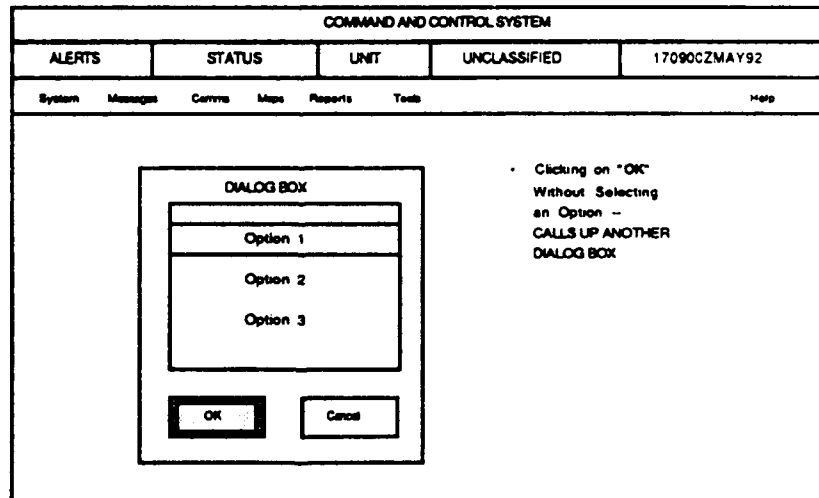 COMMAND AND CONTROL SYSTEM
ALERTS STATUS UNIT UNCLASSIFIED 170900ZMAY92
System Messages Comms Maps Reports Tools Help
DIALOG BOX
Option 1
Option 2
Option 3
OK Cancel
· Clicking on "OK"
Without Selecting
an Option --
CALLS UP ANOTHER
DIALOG BOX